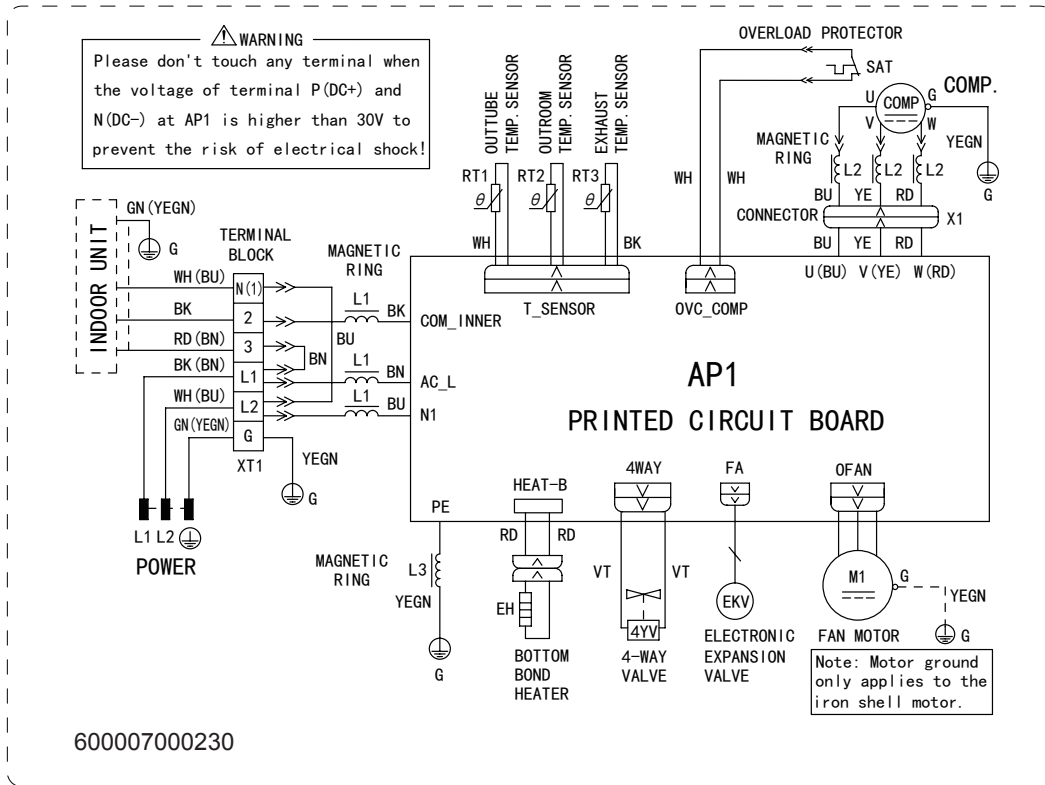 WARNING
Please don't touch any terminal when
the voltage of terminal P(DC+) and
N(DC-) at AP1 is higher than 30V to
prevent the risk of electrical shock!
OUTTUBE
TEMP. SENSOR
OUTROOM
TEMP. SENSOR
EXHAUST
TEMP. SENSOR
RT1
RT2
RT3
θ
θ
θ
WH
BK
T_SENSOR
OVERLOAD PROTECTOR
SAT
WH
WH
OVC_COMP
COMP.
COMP
U
V
W
G
YEGN
G
MAGNETIC
RING
L2
L2
L2
BU
YE
RD
CONNECTOR
X1
BU
YE
RD
U(BU)
V(YE)
W(RD)
INDOOR UNIT
GN(YEGN)
G
TERMINAL
BLOCK
MAGNETIC
RING
WH(BU)
N(1)
BK
2
RD(BN)
3
BK(BN)
L1
WH(BU)
L2
GN(YEGN)
G
XT1
YEGN
G
BU
BN
L1
BK
COM_INNER
L1
BN
AC_L
L1
BU
N1
L1
L2
POWER
AP1
PRINTED CIRCUIT BOARD
PE
MAGNETIC
RING
L3
YEGN
G
HEAT-B
RD
RD
EH
BOTTOM
BOND
HEATER
4WAY
VT
VT
4YV
4-WAY
VALVE
FA
EKV
ELECTRONIC
EXPANSION
VALVE
OFAN
M1
G
YEGN
G
FAN MOTOR
Note: Motor ground
only applies to the
iron shell motor.
600007000230